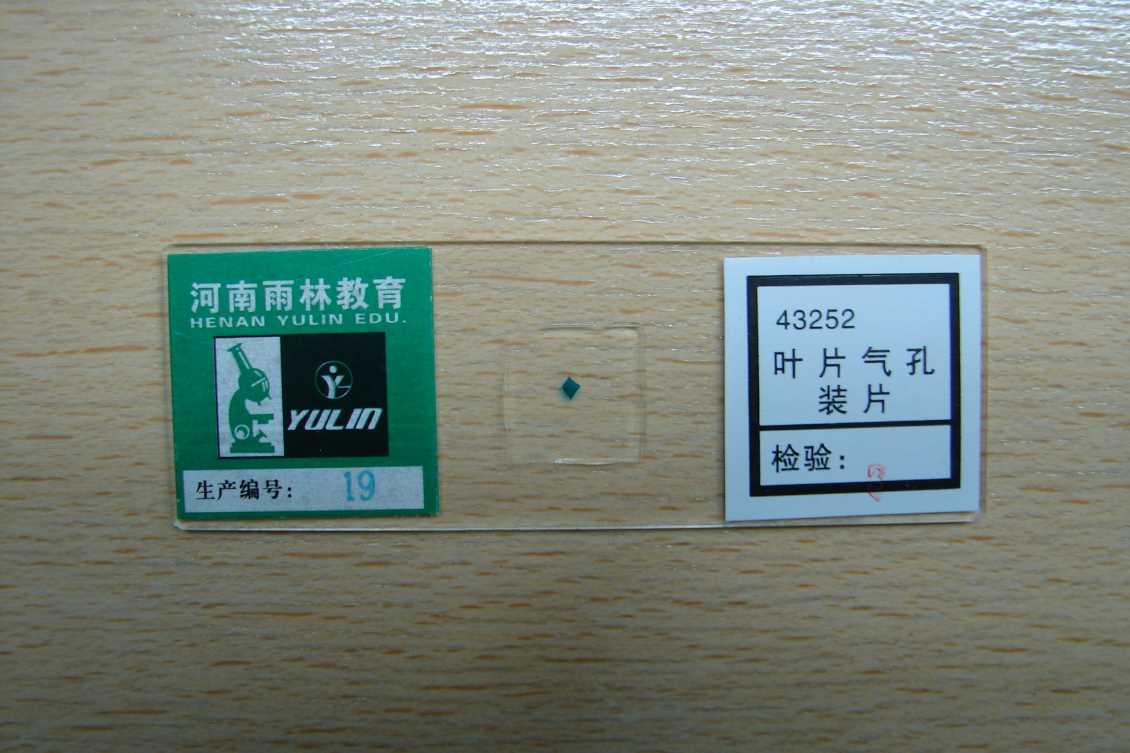 河南雨林教育
HENAN YULIN EDU.
YULIN
生产编号: 19
43252
叶片气孔
装片
检验: